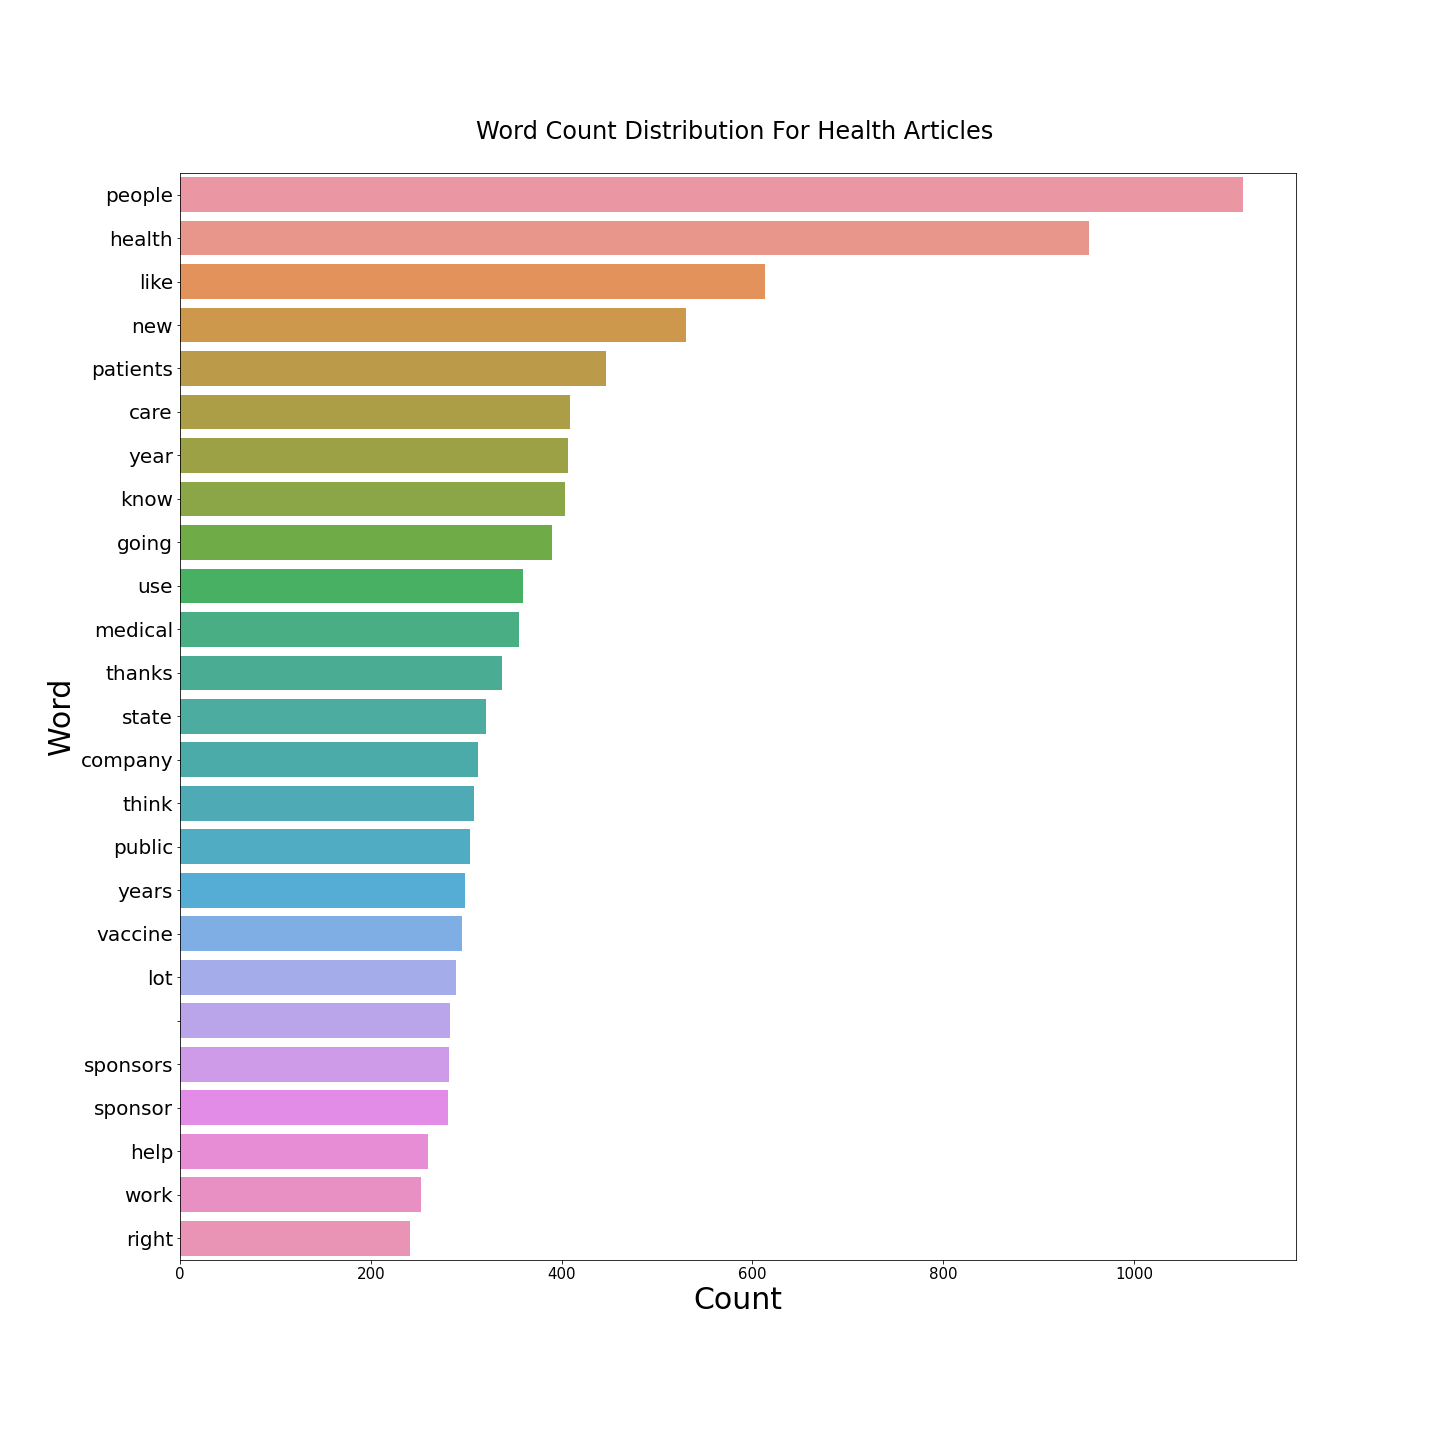 Word Count Distribution For Health Articles
people
health
like
new
patients
care
year
know
going
use
medical
thanks
state
company
think
public
years
vaccine
lot
sponsors
sponsor
help
work
right
Word
0 200 400 600 800 1000
Count